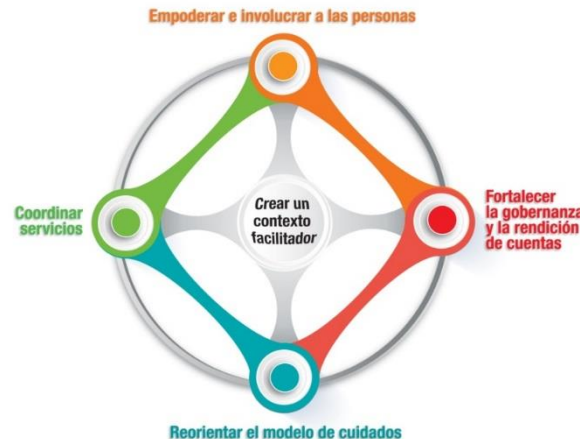 Empoderar e involucrar a las personas
Coordinar
servicios
Crear un
contexto
facilitador
Fortalecer
la gobernanza
y la rendición
de cuentas
Reorientar el modelo de cuidados